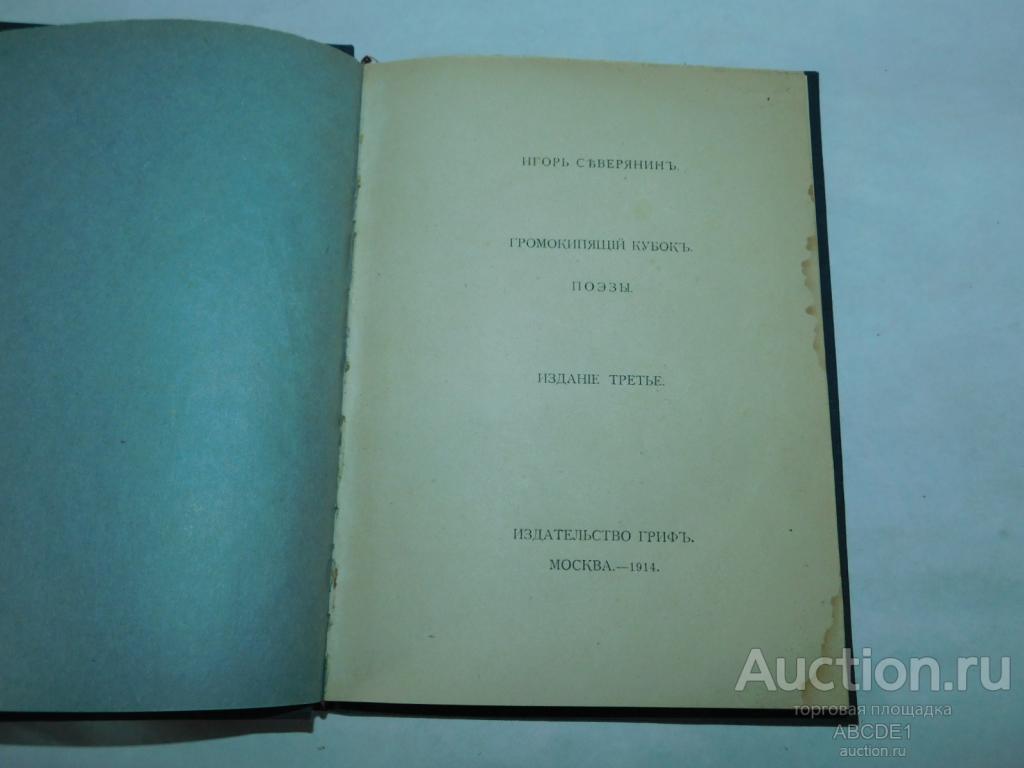 ИГОРЬ СѢВЕРЯНИНЪ.
ГРОМОКИПЯЩІЙ КУБОКЪ.
ПОЭЗЫ.
ИЗДАНІЕ ТРЕТЬЕ.
ИЗДАТЕЛЬСТВО ГРИФЪ.
МОСКВА.—1914.
Auction.ru
торговая площадка
ABCDE1
auction.ru